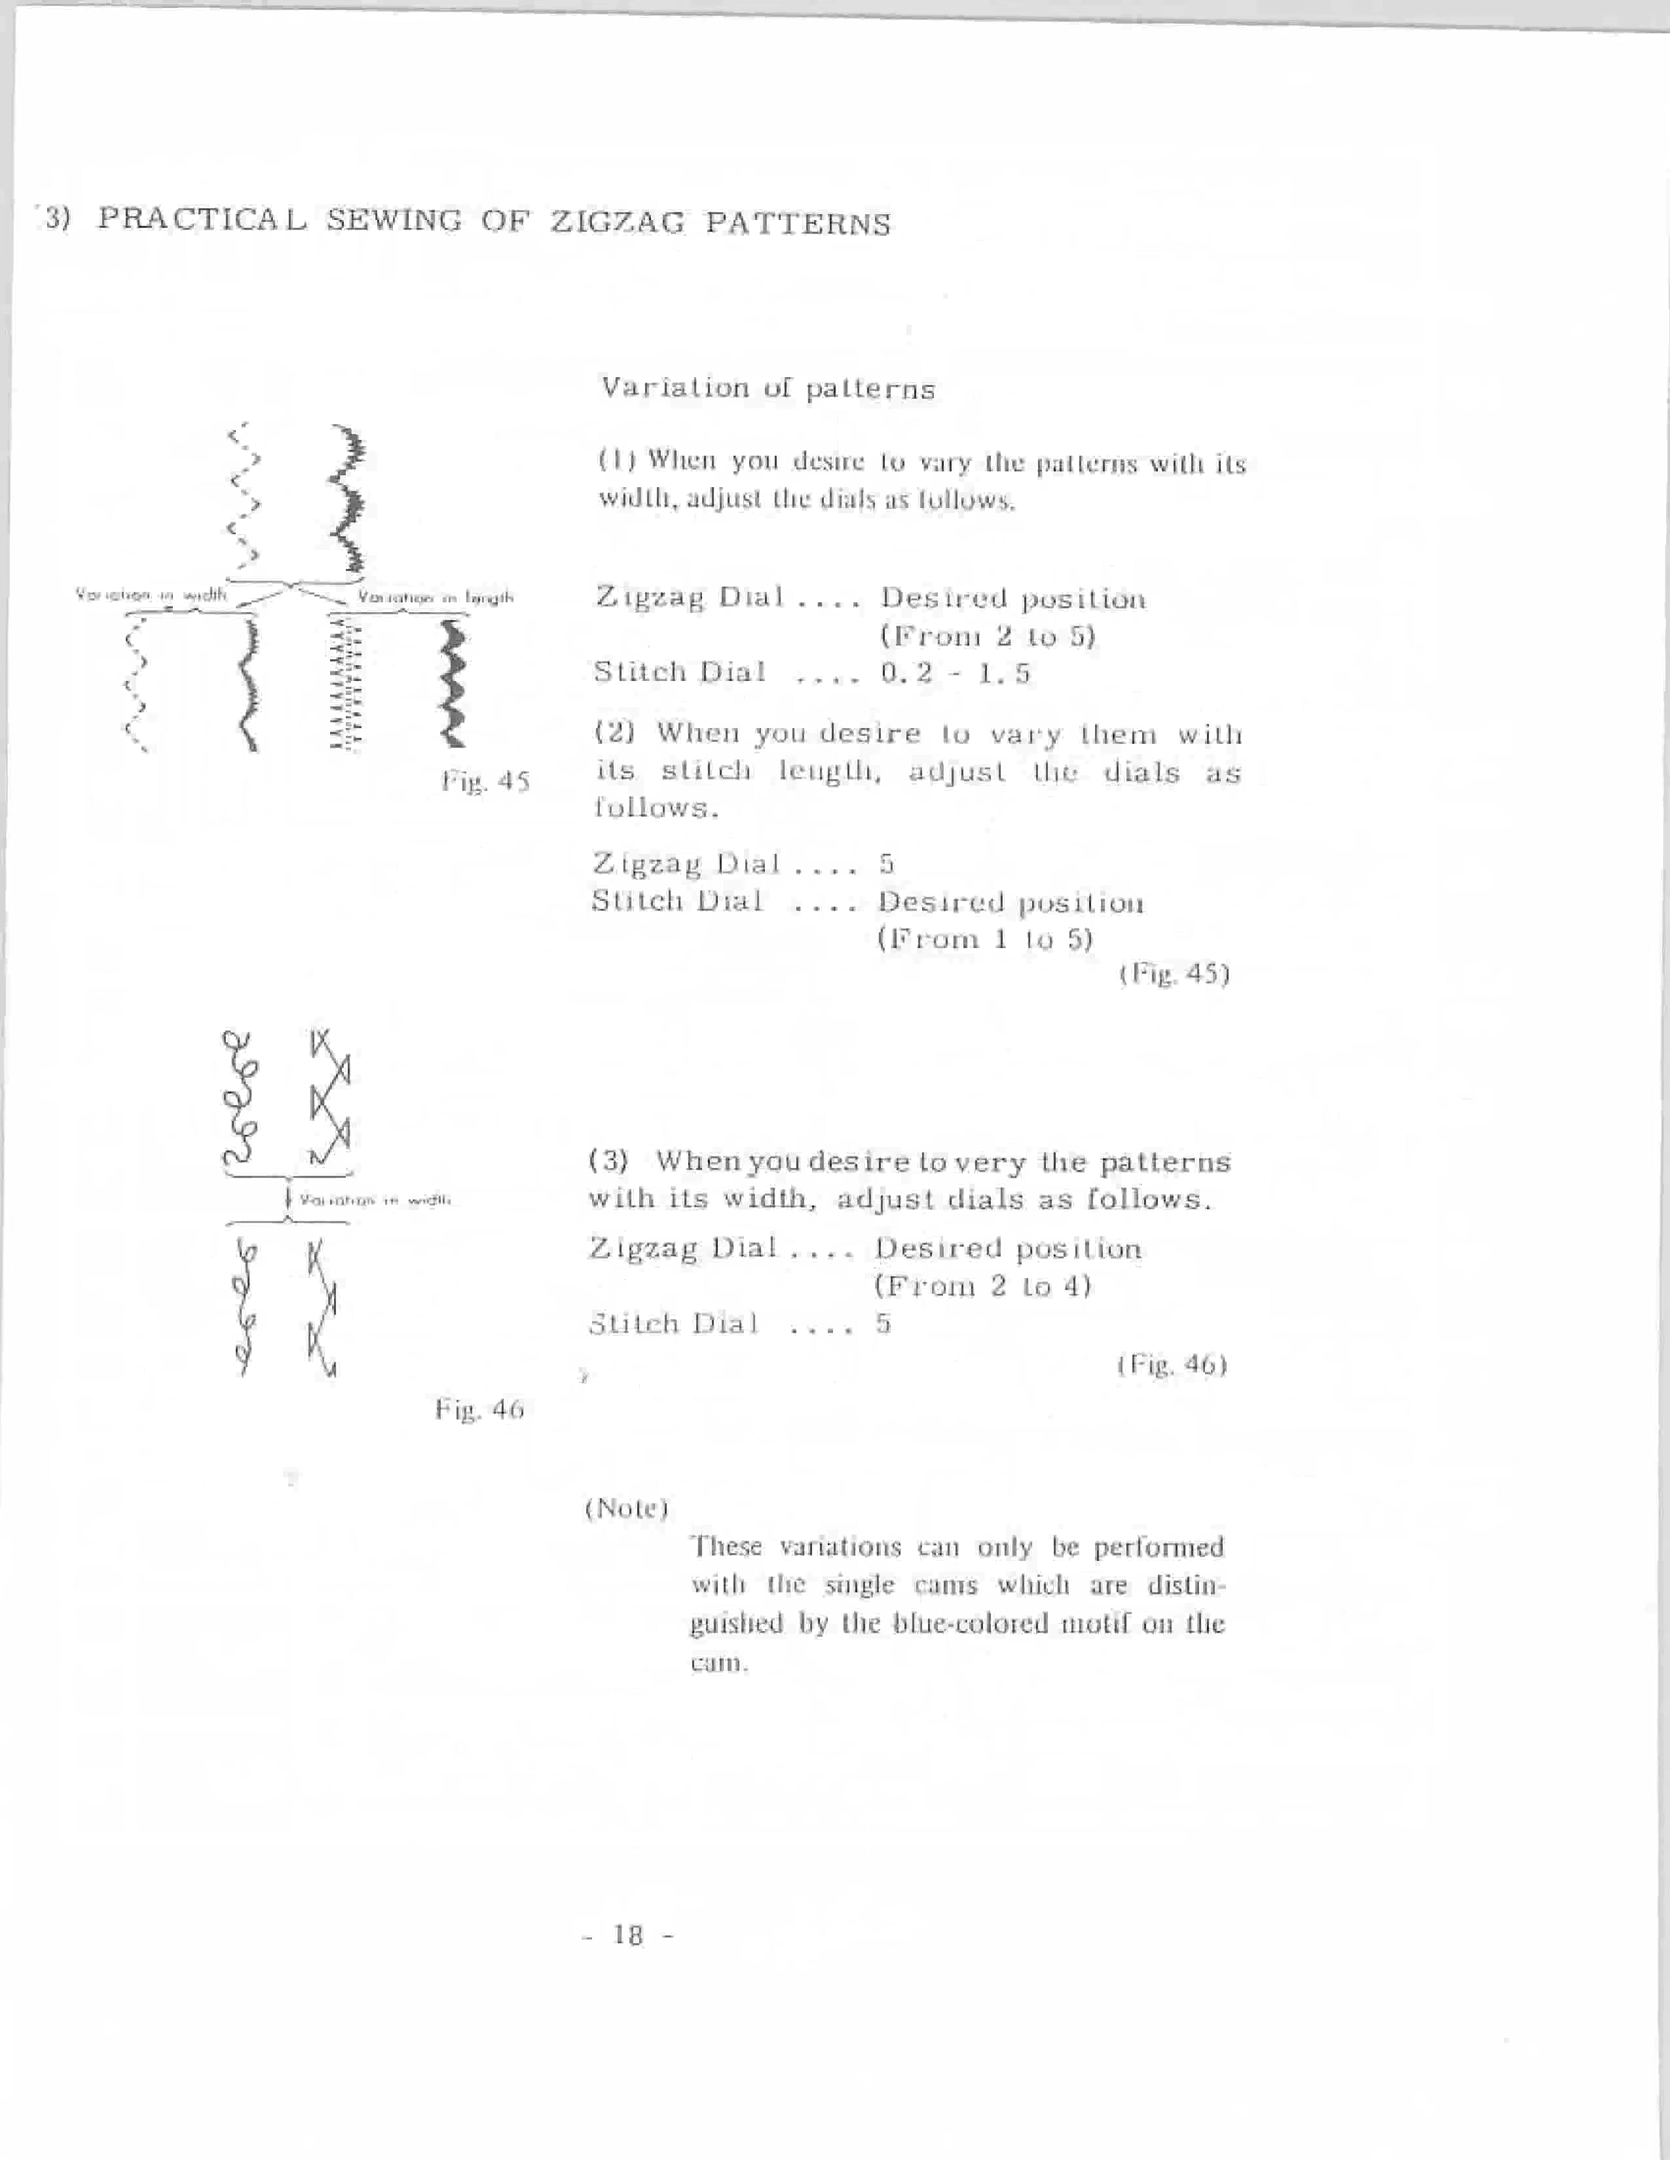 3) PRACTICAL SEWING OF ZIGZAG PATTERNS
Variation of patterns
(1) When you desire to vary the patterns with its
width, adjust the dials as follows.
Variation in width
Variation in length
Zigzag Dial .... Desired position
(From 2 to 5)
Stitch Dial .... 0.2 - 1.5
(2) When you desire to vary them with
its stitch length, adjust the dials as
follows.
Fig. 45
Zigzag Dial .... 5
Stitch Dial .... Desired position
(From 1 to 5)
(Fig. 45)
(3) When you desire to very the patterns
with its width, adjust dials as follows.
Variation in width
Zigzag Dial .... Desired position
(From 2 to 4)
Stitch Dial .... 5
(Fig. 46)
Fig. 46
(Note)
These variations can only be performed
with the single cams which are distin-
guished by the blue-colored motif on the
cam.
- 18 -